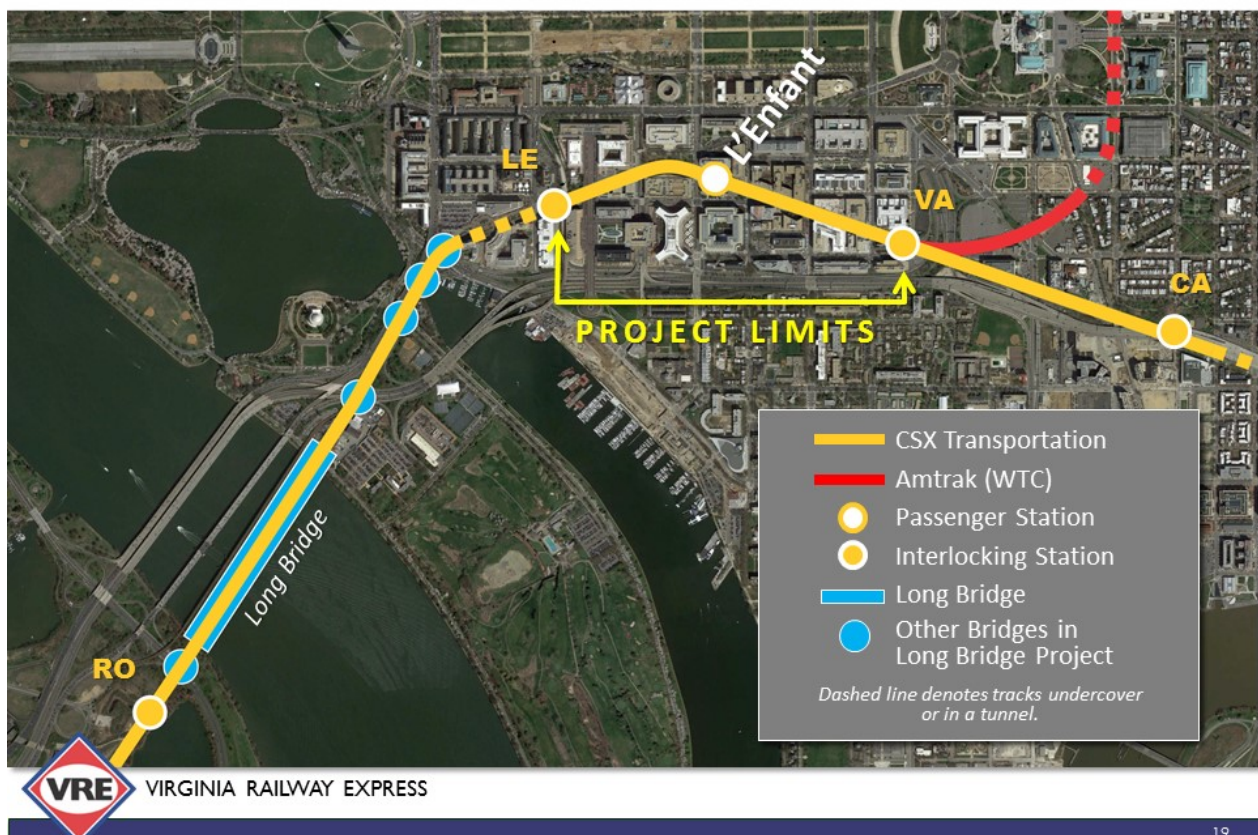 L'Enfant
LE
VA
CA
PROJECT LIMITS
Long Bridge
RO
CSX Transportation
Amtrak (WTC)
Passenger Station
Interlocking Station
Long Bridge
Other Bridges in
Long Bridge Project
Dashed line denotes tracks undercover
or in a tunnel.
VRE
VIRGINIA RAILWAY EXPRESS
19